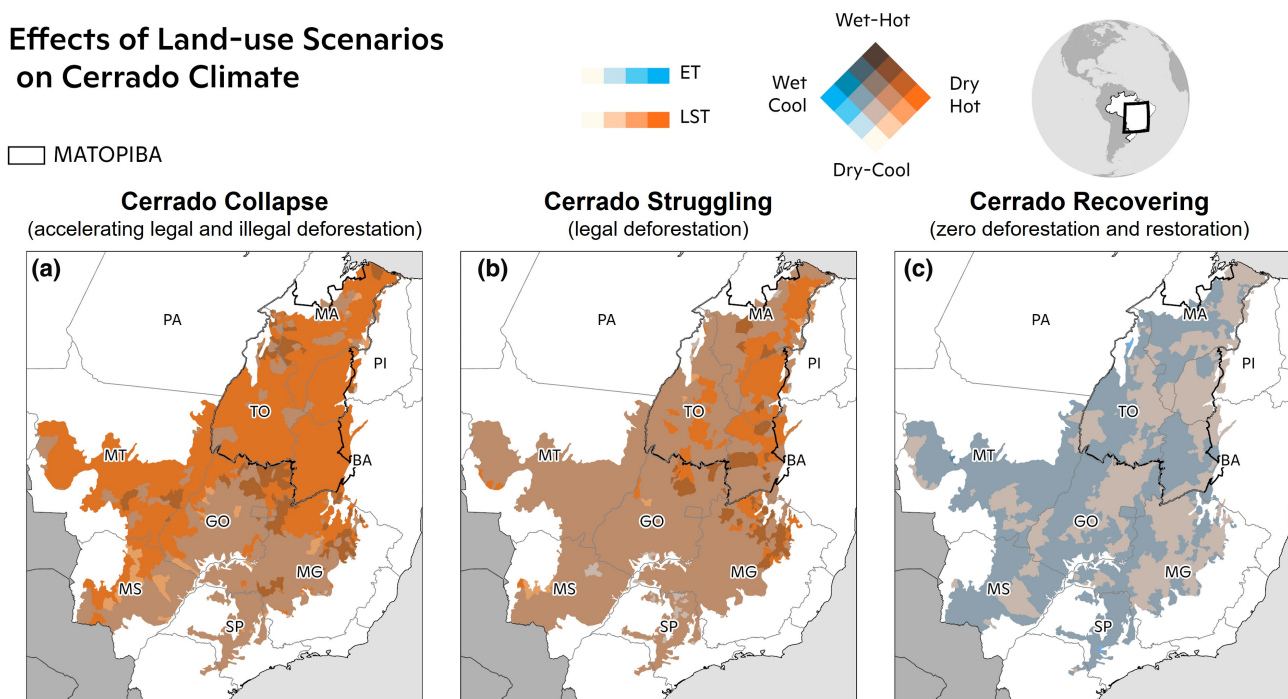 Effects of Land-use Scenarios
on Cerrado Climate
MATOPIBA
ET
LST
Wet-Hot
Wet
Cool
Dry
Hot
Dry-Cool
Cerrado Collapse
(accelerating legal and illegal deforestation)
Cerrado Struggling
(legal deforestation)
Cerrado Recovering
(zero deforestation and restoration)
(a)
PA
MA
PI
TO
MT
BA
GO
MG
MS
SP
(b)
PA
MA
PI
TO
MT
BA
GO
MG
MS
SP
(c)
PA
MA
PI
TO
MT
BA
GO
MG
MS
SP